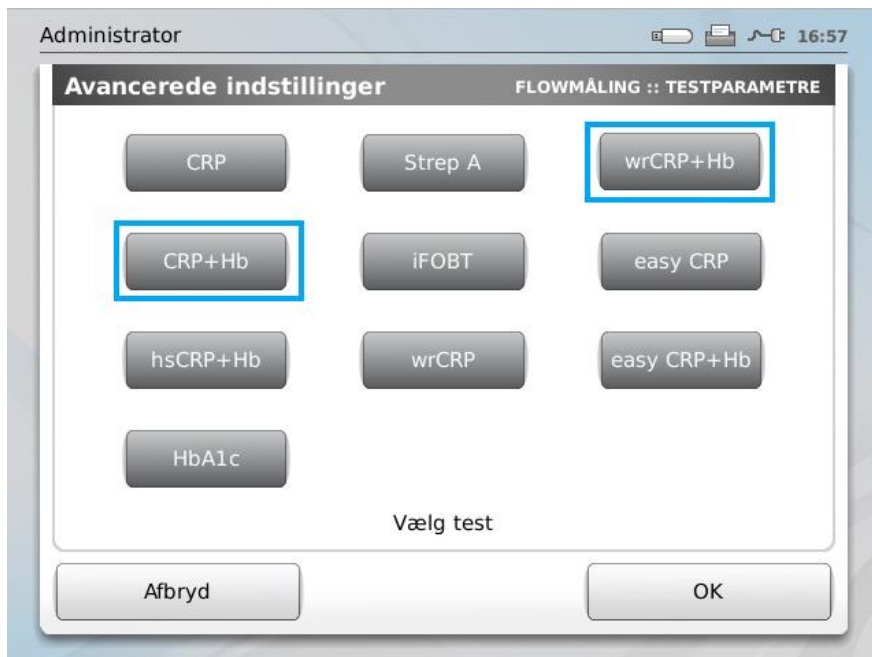 Administrator 16:57
Avancerede indstillinger FLOWMÅLING :: TESTPARAMETRE
CRP Strep A wrCRP+Hb
CRP+Hb iFOBT easy CRP
hsCRP+Hb wrCRP easy CRP+Hb
HbA1c
Vælg test
Afbryd OK